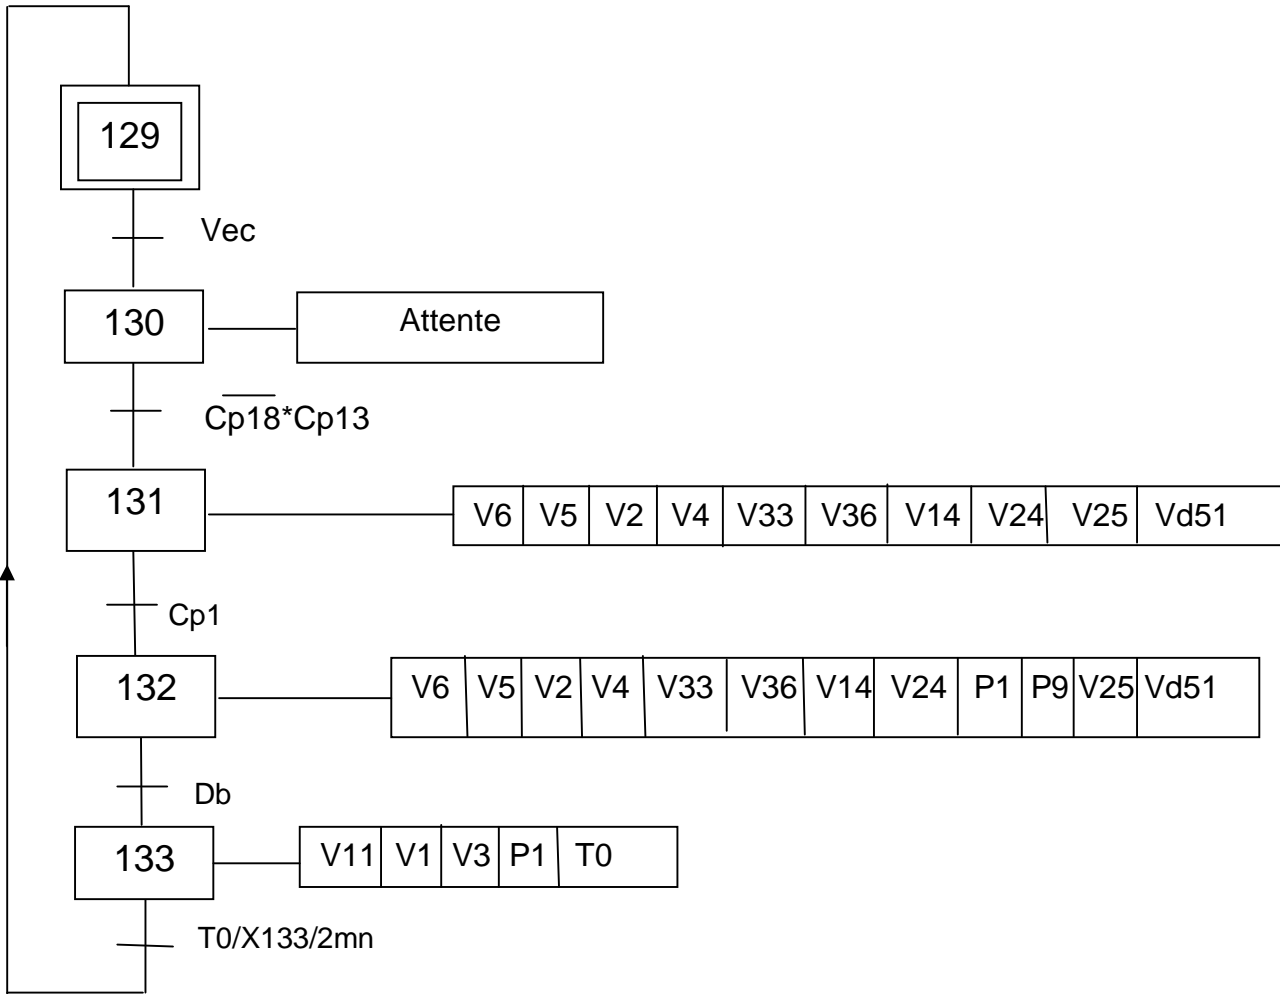 129
Vec
130 Attente
Cp18*Cp13
131 V6 V5 V2 V4 V33 V36 V14 V24 V25 Vd51
Cp1
132 V6 V5 V2 V4 V33 V36 V14 V24 P1 P9 V25 Vd51
Db
133 V11 V1 V3 P1 T0
T0/X133/2mn